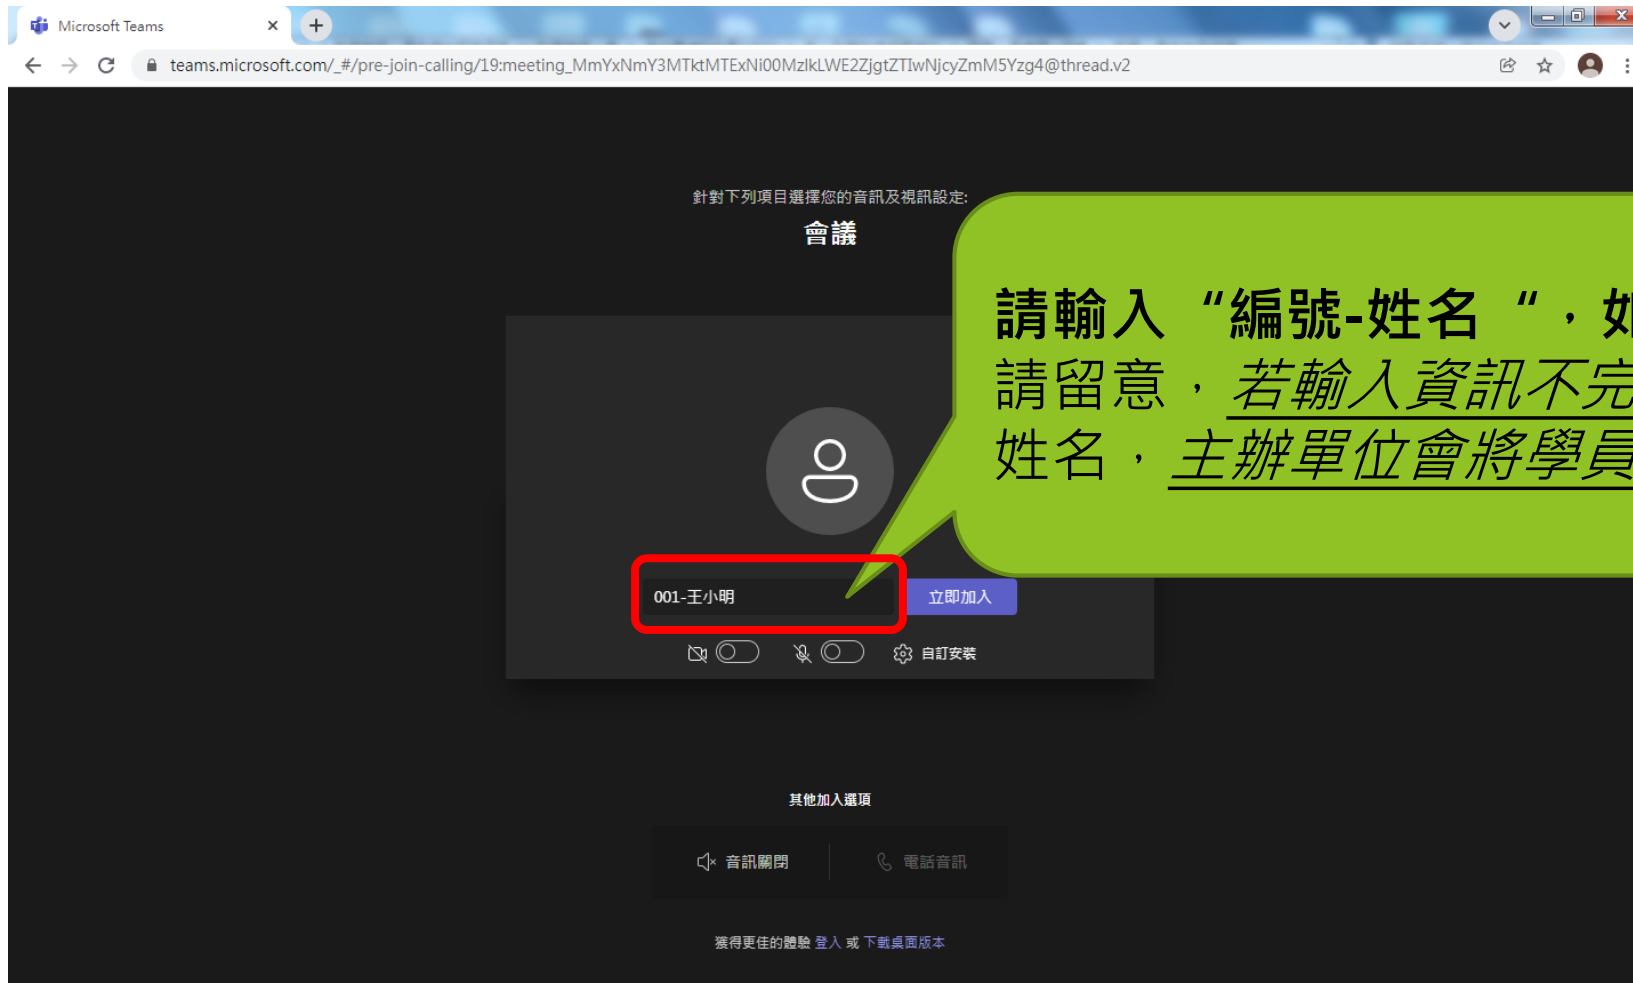 Microsoft Teams
teams.microsoft.com/_#/pre-join-calling/19:meeting_MmYxNmY3MTktMTExNi00MzlkLWE2ZjgtZTIwNjcyZmM5Yzg4@thread.v2
針對下列項目選擇您的音訊及視訊設定:
會議
請輸入“編號-姓名“，如
請留意，若輸入資訊不完
姓名，主辦單位會將學員
001-王小明
立即加入
自訂安裝
其他加入選項
音訊關閉
電話音訊
獲得更佳的體驗 登入 或 下載桌面版本